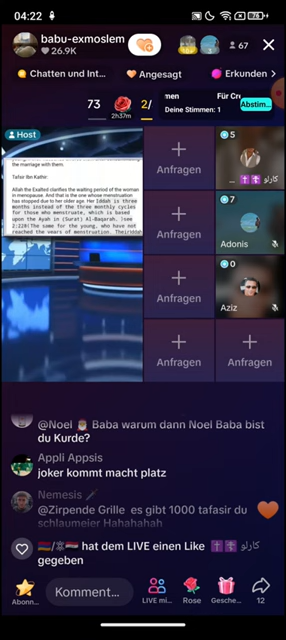 04:22
76
babu-exmoslem
26.9K
67
Chatten und Int...
Angesagt
Erkunden
73
2h37m
2/
men
Für Cr
Deine Stimmen: 1
Abstim...
Host
the marriage with them.
Tafsir Ibn Kathir:
Allah the Exalted clarifies the waiting period of the woman
in menopause. And that is the one whose menstruation
has stopped due to her older age. Her Iddah is three
months instead of the three monthly cycles
for those who menstruate, which is based
upon the Ayah in (Surat) Al-Baqarah. )see
2:228(The same for the young, who have not
reached the years of menstruation.
Anfragen
Anfragen
Anfragen
Anfragen
Anfragen
5
كارلو
7
Adonis
0
Aziz
@Noel Baba warum dann Noel Baba bist
du Kurde?
Appli Appsis
joker kommt macht platz
Nemesis
@Zirpende Grille es gibt 1000 tafasir du
schlaumeier Hahahahah
كارلو hat dem LIVE einen Like
gegeben
Abonn...
Komment...
LIVE mi...
Rose
Gesche...
12